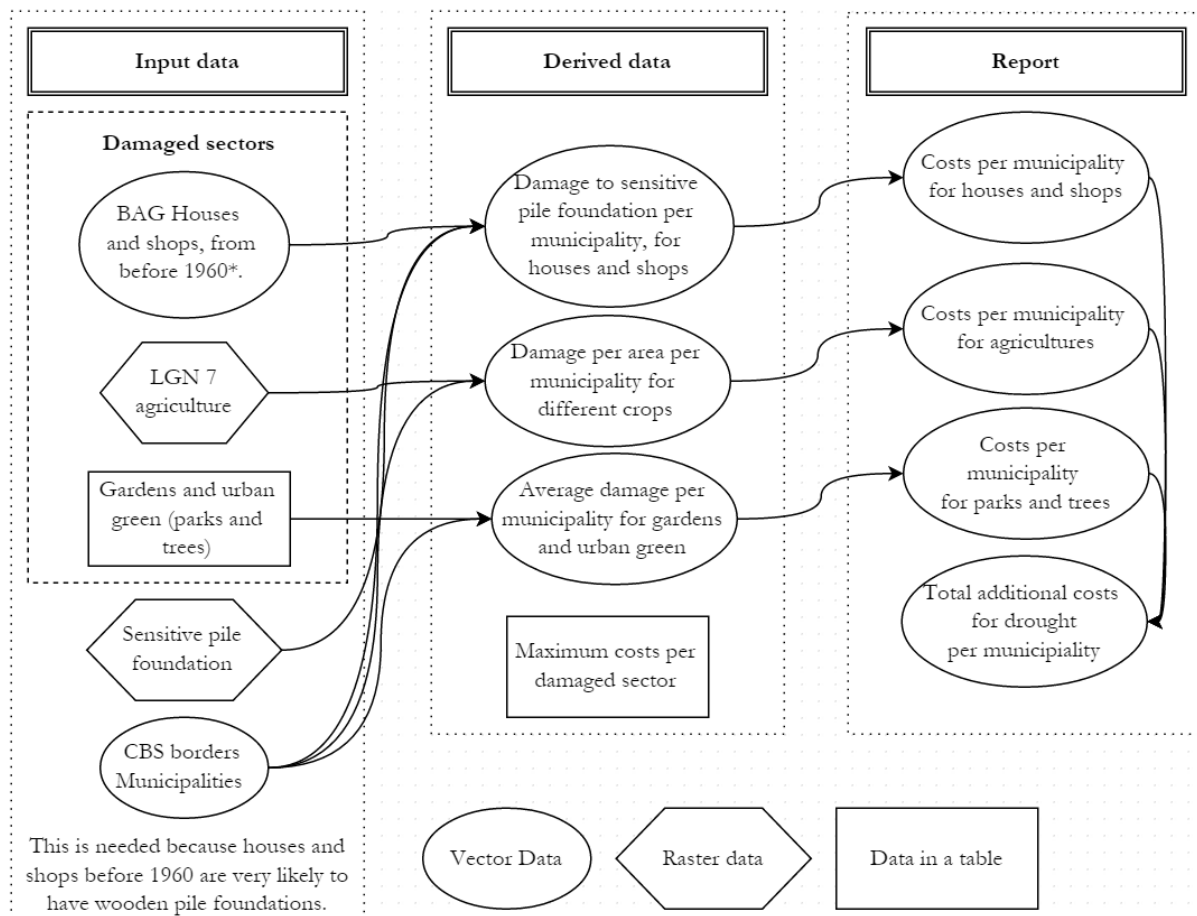 Input data
Damaged sectors
BAG Houses
and shops, from
before 1960*.
LGN 7
agriculture
Gardens and urban
green (parks and
trees)
Sensitive pile
foundation
CBS borders
Municipalities
This is needed because houses and
shops before 1960 are very likely to
have wooden pile foundations.
Derived data
Damage to sensitive
pile foundation per
municipality, for
houses and shops
Damage per area per
municipality for
different crops
Average damage per
municipality for gardens
and urban green
Maximum costs per
damaged sector
Report
Costs per municipality
for houses and shops
Costs per municipality
for agricultures
Costs per
municipality
for parks and trees
Total additional costs
for drought
per municipiality
Vector Data
Raster data
Data in a table